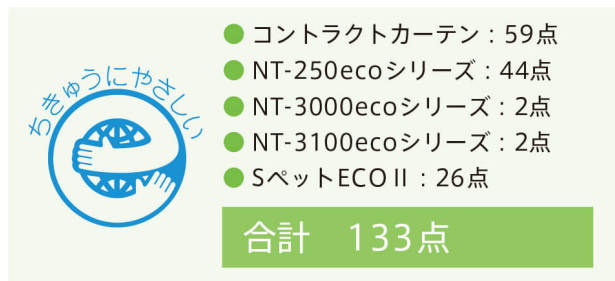 ちきゅうにやさしい
コントラクトカーテン：59点
NT-250ecoシリーズ：44点
NT-3000ecoシリーズ：2点
NT-3100ecoシリーズ：2点
SペットECOⅡ：26点
合計　133点